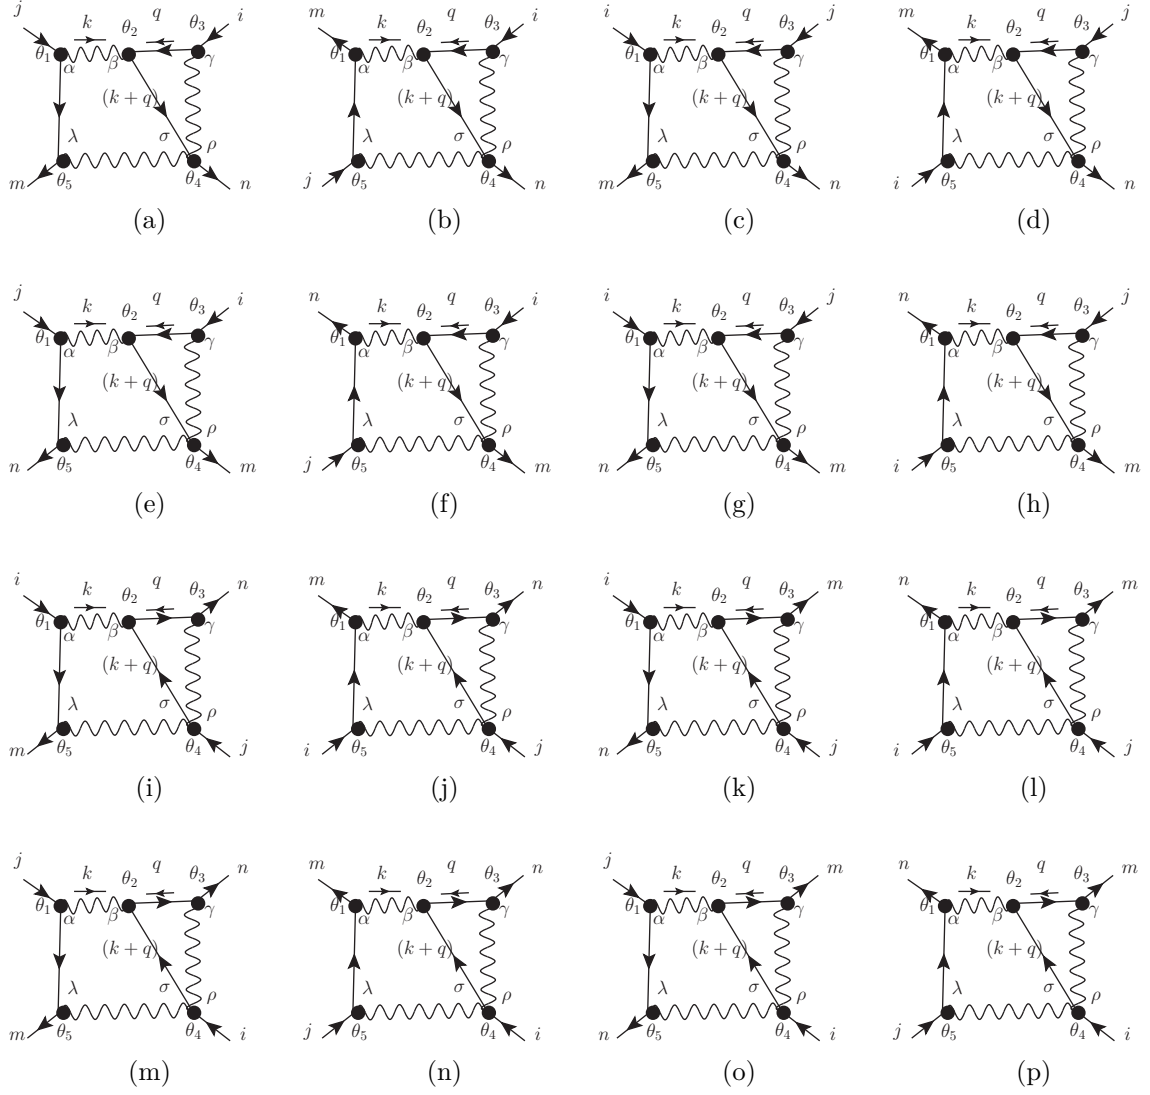 j k θ₂ q θ₃ i m k θ₂ q θ₃ i i k θ₂ q θ₃ j m k θ₂ q θ₃ j
θ₁ α β γ θ₁ α β γ θ₁ α β γ θ₁ α β γ
(k + q) (k + q) (k + q) (k + q)
λ σ ρ λ σ ρ λ σ ρ λ σ ρ
m θ₅ θ₄ n j θ₅ θ₄ n m θ₅ θ₄ n i θ₅ θ₄ n
(a) (b) (c) (d)
j k θ₂ q θ₃ i n k θ₂ q θ₃ i i k θ₂ q θ₃ j n k θ₂ q θ₃ j
θ₁ α β γ θ₁ α β γ θ₁ α β γ θ₁ α β γ
(k + q) (k + q) (k + q) (k + q)
λ σ ρ λ σ ρ λ σ ρ λ σ ρ
n θ₅ θ₄ m j θ₅ θ₄ m n θ₅ θ₄ m i θ₅ θ₄ m
(e) (f) (g) (h)
i k θ₂ q θ₃ n m k θ₂ q θ₃ n i k θ₂ q θ₃ m n k θ₂ q θ₃ m
θ₁ α β γ θ₁ α β γ θ₁ α β γ θ₁ α β γ
(k + q) (k + q) (k + q) (k + q)
λ σ ρ λ σ ρ λ σ ρ λ σ ρ
m θ₅ θ₄ j i θ₅ θ₄ j n θ₅ θ₄ j i θ₅ θ₄ j
(i) (j) (k) (l)
j k θ₂ q θ₃ n m k θ₂ q θ₃ n j k θ₂ q θ₃ m n k θ₂ q θ₃ m
θ₁ α β γ θ₁ α β γ θ₁ α β γ θ₁ α β γ
(k + q) (k + q) (k + q) (k + q)
λ σ ρ λ σ ρ λ σ ρ λ σ ρ
m θ₅ θ₄ i j θ₅ θ₄ i n θ₅ θ₄ i j θ₅ θ₄ i
(m) (n) (o) (p)